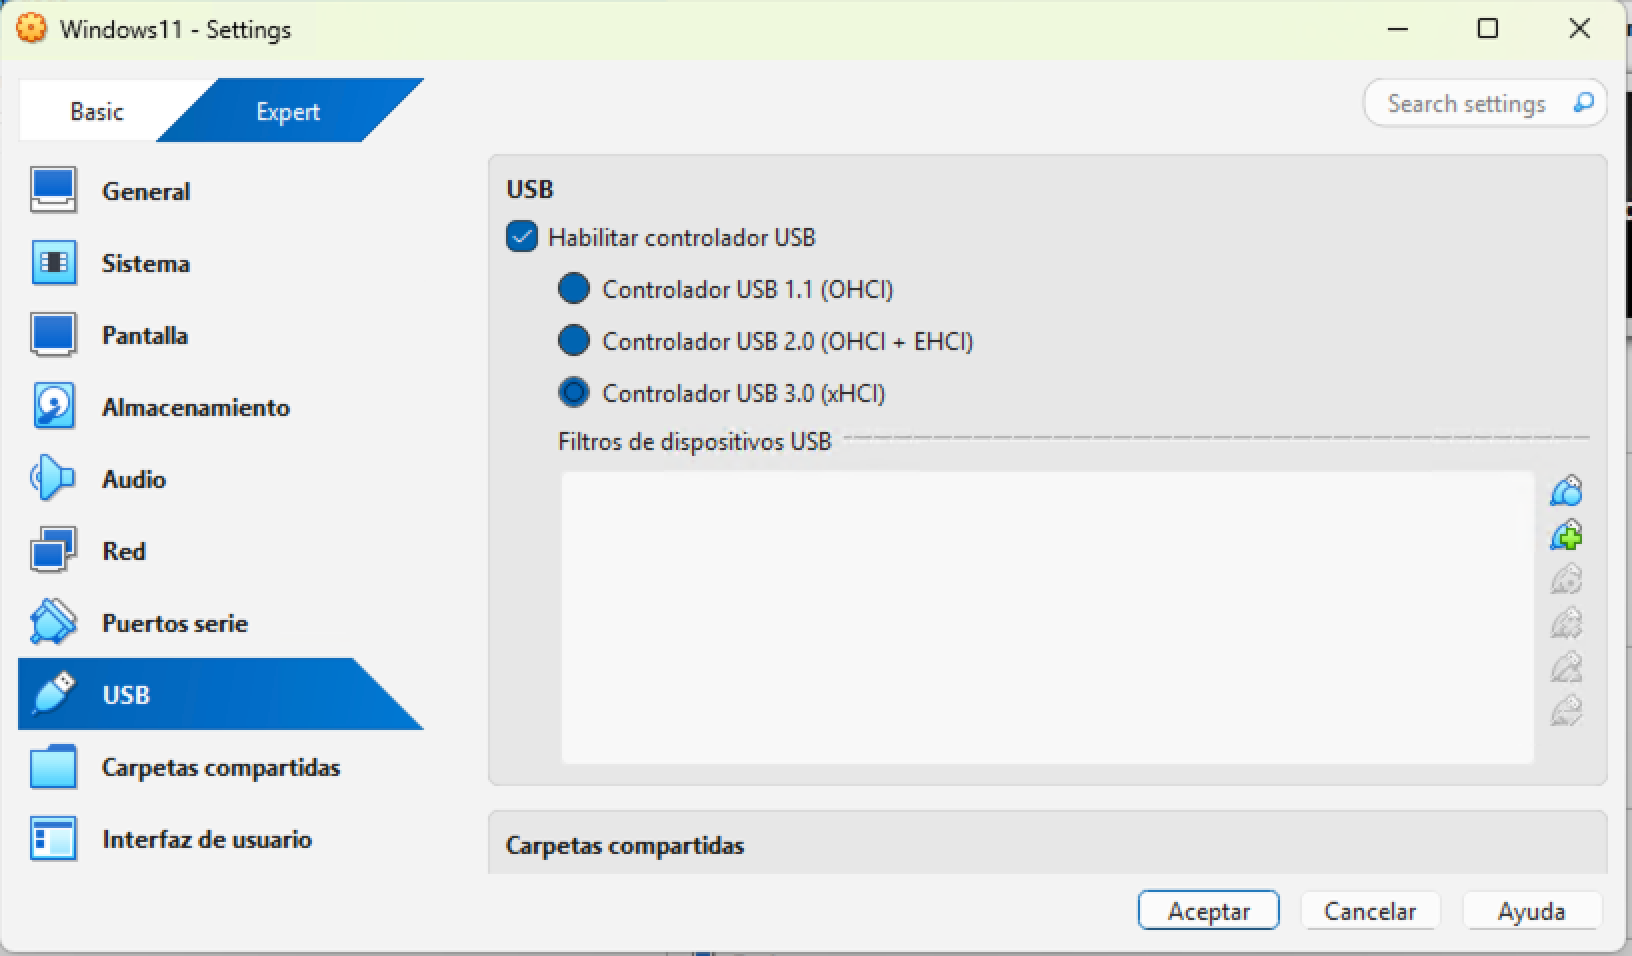 Windows11 - Settings
Basic
Expert
Search settings
General
Sistema
Pantalla
Almacenamiento
Audio
Red
Puertos serie
USB
Carpetas compartidas
Interfaz de usuario
USB
Habilitar controlador USB
Controlador USB 1.1 (OHCI)
Controlador USB 2.0 (OHCI + EHCI)
Controlador USB 3.0 (xHCI)
Filtros de dispositivos USB
Carpetas compartidas
Aceptar
Cancelar
Ayuda